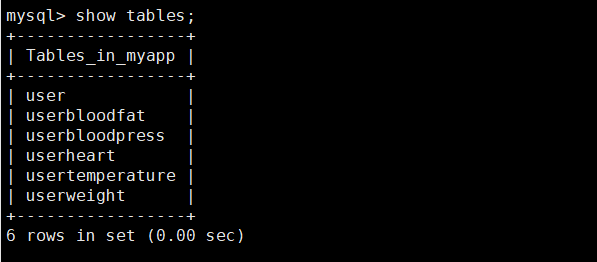 mysql> show tables;
+-----------------+
| Tables_in_myapp |
+-----------------+
| user            |
| userbloodfat    |
| userbloodpress  |
| userheart       |
| usertemperature |
| userweight      |
+-----------------+
6 rows in set (0.00 sec)